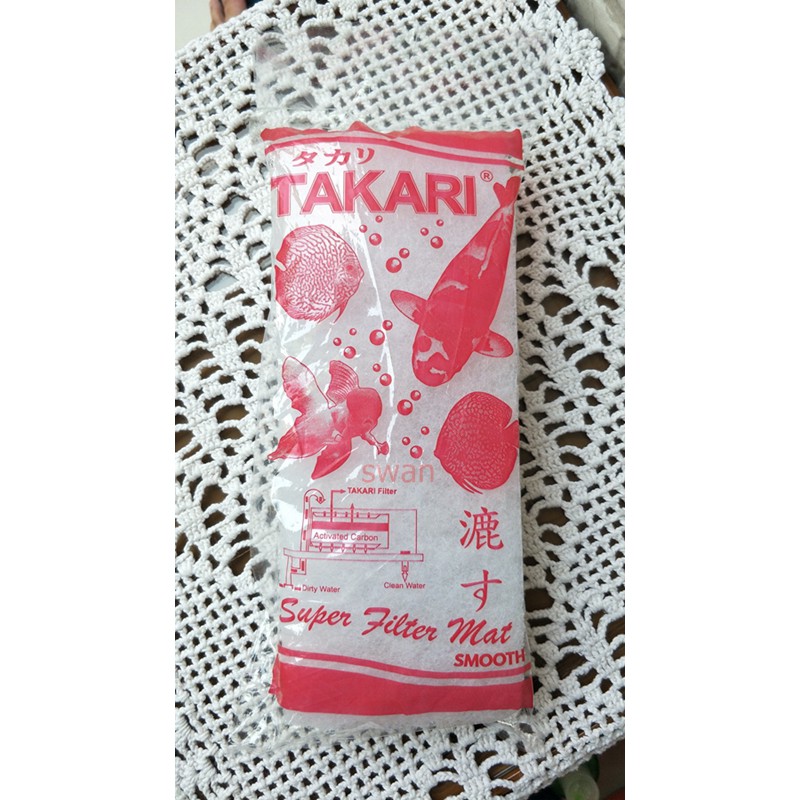 タカリ
TAKARI®
swan
TAKARI Filter
Activated Carbon
Dirty Water
Clean Water
漉す
Super Filter Mat
SMOOTH